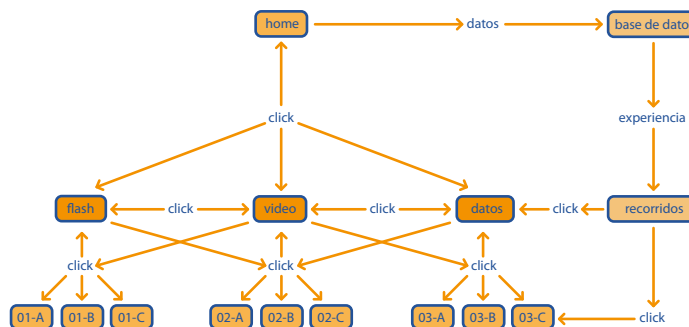 home
datos
base de dato
click
experiencia
flash
click
video
click
datos
click
recorridos
click
click
click
01-A
01-B
01-C
02-A
02-B
02-C
03-A
03-B
03-C
click